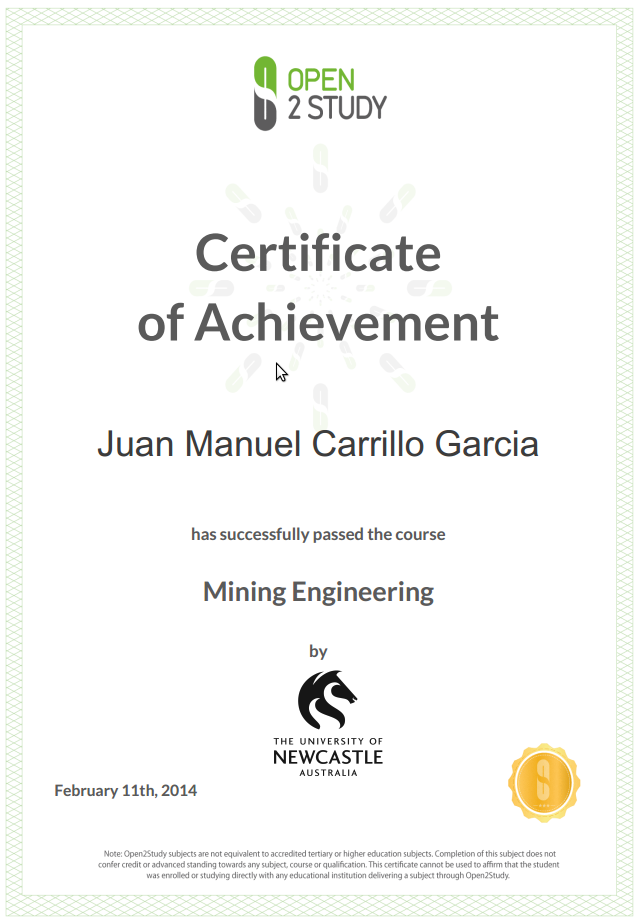 OPEN
2 STUDY
Certificate
of Achievement
Juan Manuel Carrillo Garcia
has successfully passed the course
Mining Engineering
by
THE UNIVERSITY OF
NEWCASTLE
AUSTRALIA
February 11th, 2014
Note: Open2Study subjects are not equivalent to accredited tertiary or higher education subjects. Completion of this subject does not
confer credit or advanced standing towards any subject, course or qualification. This certificate cannot be used to affirm that the student
was enrolled or studying directly with any educational institution delivering a subject through Open2Study.